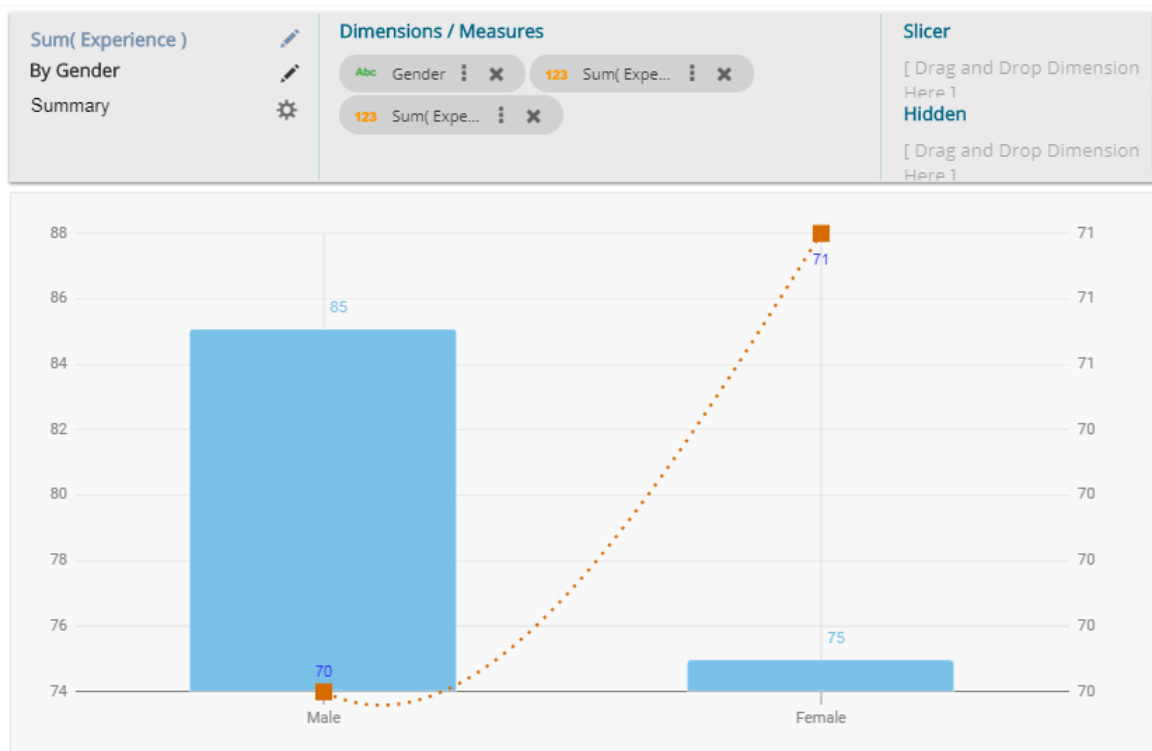 Sum( Experience )
By Gender
Summary
Dimensions / Measures
Abc Gender
123 Sum( Expe...
123 Sum( Expe...
Slicer
[ Drag and Drop Dimension
Here ]
Hidden
[ Drag and Drop Dimension
Here ]
88
86
84
82
80
78
76
74
85
70
75
71
71
71
71
70
70
70
70
70
Male
Female